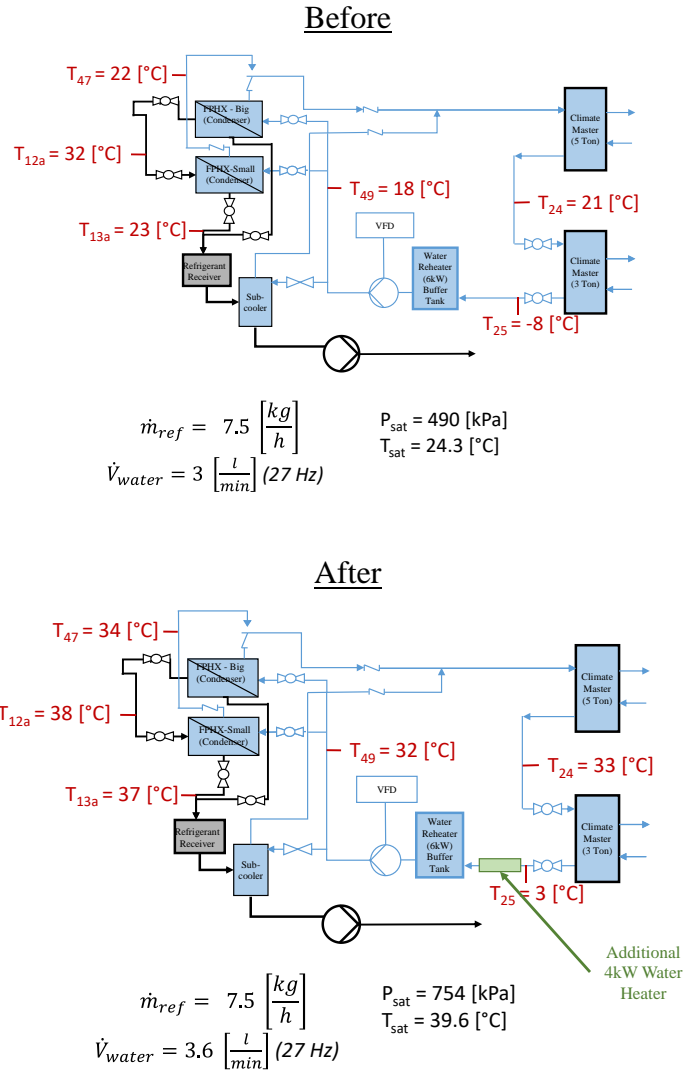 Before
T47 = 22 [°C]
FPHX - Big
(Condenser)
Climate
Master
(5 Ton)
T12a = 32 [°C]
FPHX-Small
(Condenser)
T49 = 18 [°C]
T24 = 21 [°C]
T13a = 23 [°C]
VFD
Refrigerant
Receiver
Sub-
cooler
Water
Reheater
(6kW)
Buffer
Tank
Climate
Master
(3 Ton)
T25 = -8 [°C]
ṁref = 7.5 [kg/h]
Psat = 490 [kPa]
Tsat = 24.3 [°C]
V̇water = 3 [l/min] (27 Hz)
After
T47 = 34 [°C]
FPHX - Big
(Condenser)
Climate
Master
(5 Ton)
T12a = 38 [°C]
FPHX-Small
(Condenser)
T49 = 32 [°C]
T24 = 33 [°C]
T13a = 37 [°C]
VFD
Refrigerant
Receiver
Sub-
cooler
Water
Reheater
(6kW)
Buffer
Tank
Climate
Master
(3 Ton)
T25 = 3 [°C]
Additional
4kW Water
Heater
ṁref = 7.5 [kg/h]
Psat = 754 [kPa]
Tsat = 39.6 [°C]
V̇water = 3.6 [l/min] (27 Hz)